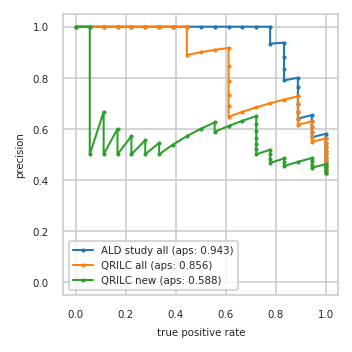 1.0
0.8
0.6
0.4
0.2
0.0
precision
ALD study all (aps: 0.943)
QRILC all (aps: 0.856)
QRILC new (aps: 0.588)
0.0 0.2 0.4 0.6 0.8 1.0
true positive rate